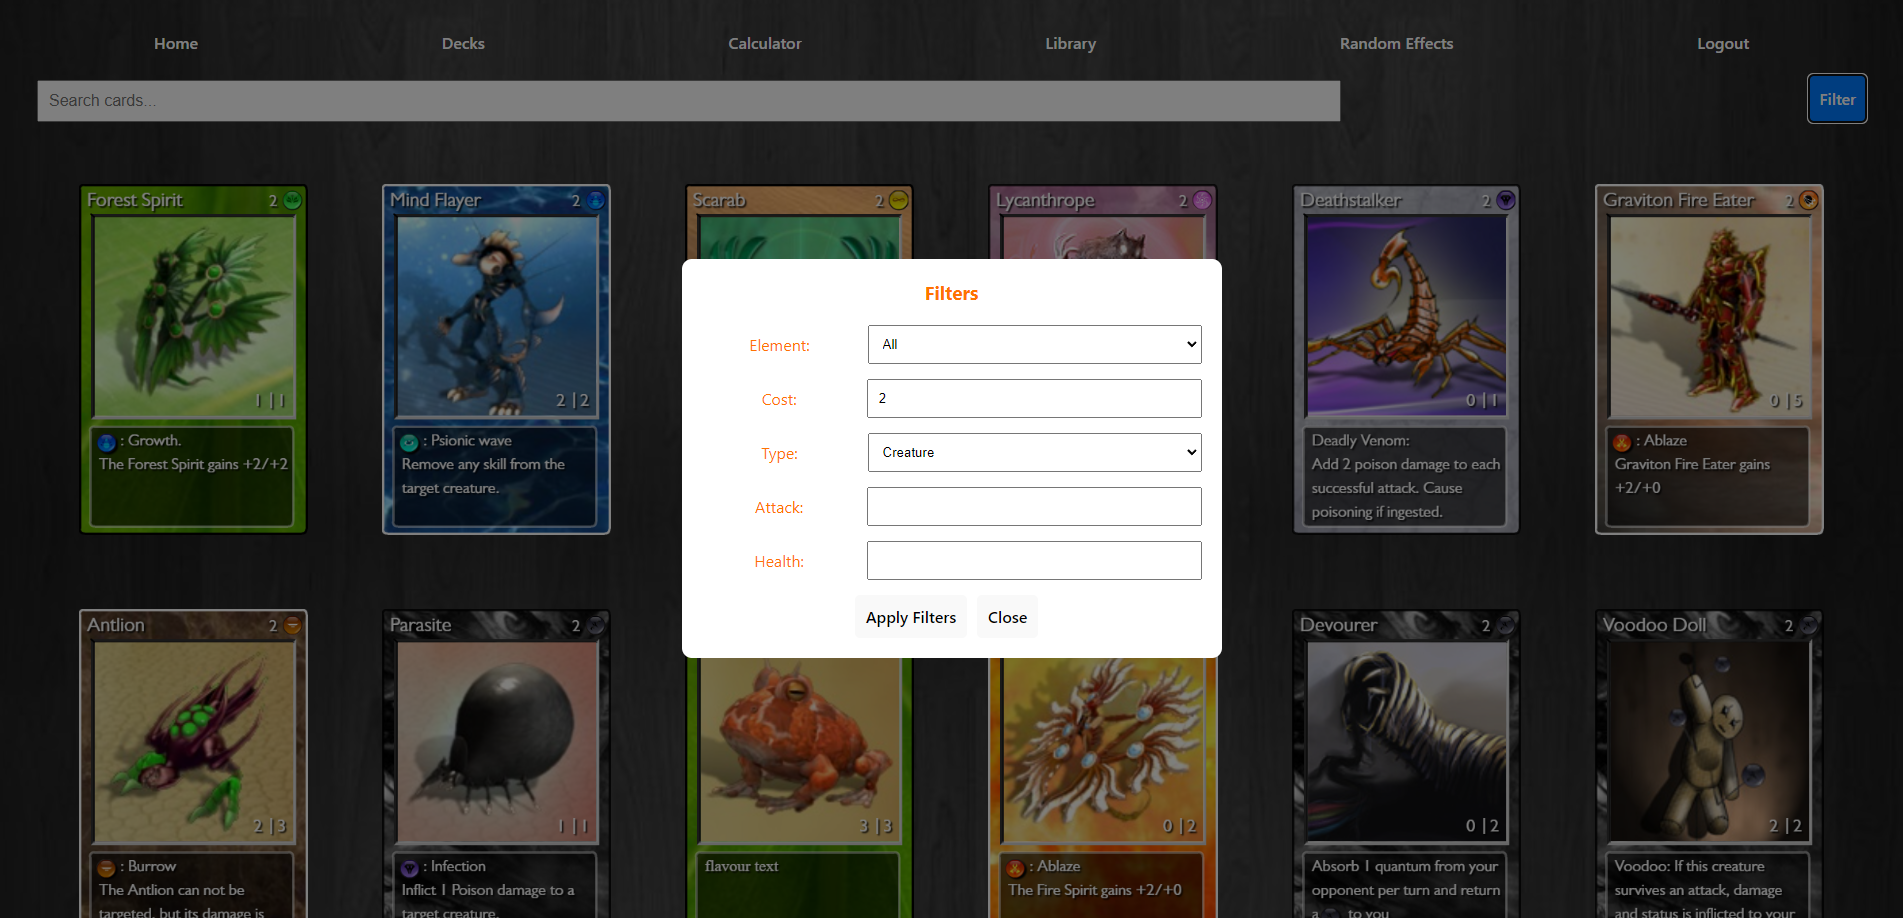 Home Decks Calculator Library Random Effects Logout
Search cards... Filter
Forest Spirit 2
1|1
: Growth.
The Forest Spirit gains +2/+2
Mind Flayer 2
2|2
: Psionic wave
Remove any skill from the
target creature.
Scarab 2
Lycanthrope 2
Deathstalker 2
0|1
Deadly Venom:
Add 2 poison damage to each
successful attack. Cause
poisoning if ingested.
Graviton Fire Eater 2
0|5
: Ablaze
Graviton Fire Eater gains
+2/+0
Filters
Element: All
Cost: 2
Type: Creature
Attack:
Health:
Apply Filters Close
Antlion 2
2|3
: Burrow
The Antlion can not be
targeted, but its damage is
Parasite 2
1|1
: Infection
Inflict 1 Poison damage to a
target creature.
3|3
flavour text
0|2
: Ablaze
The Fire Spirit gains +2/+0
Devourer 2
0|2
Absorb 1 quantum from your
opponent per turn and return
a to you
Voodoo Doll 2
2|2
Voodoo: If this creature
survives an attack, damage
and status is inflicted to your